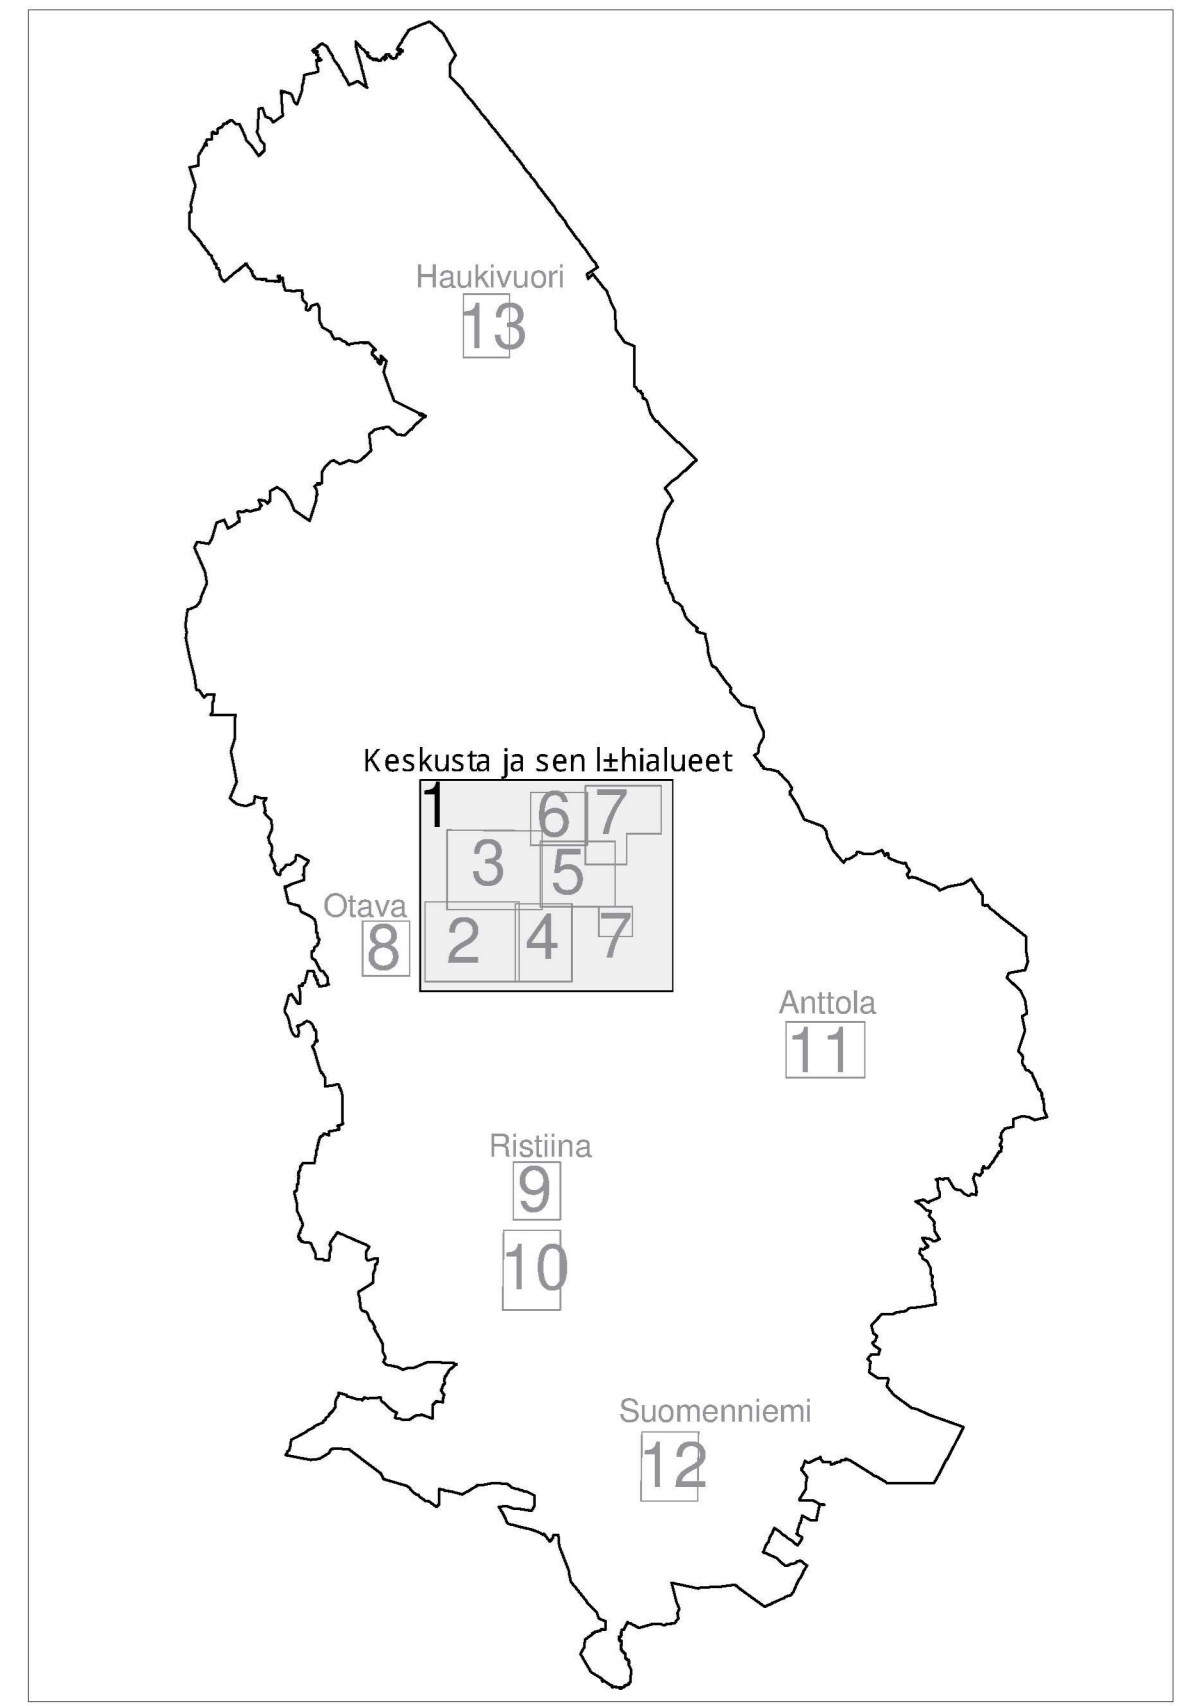 Haukivuori
13
Keskusta ja sen l±hialueet
1
6
7
3
5
Otava
8
2
4
7
Anttola
11
Ristiina
9
10
Suomenniemi
12